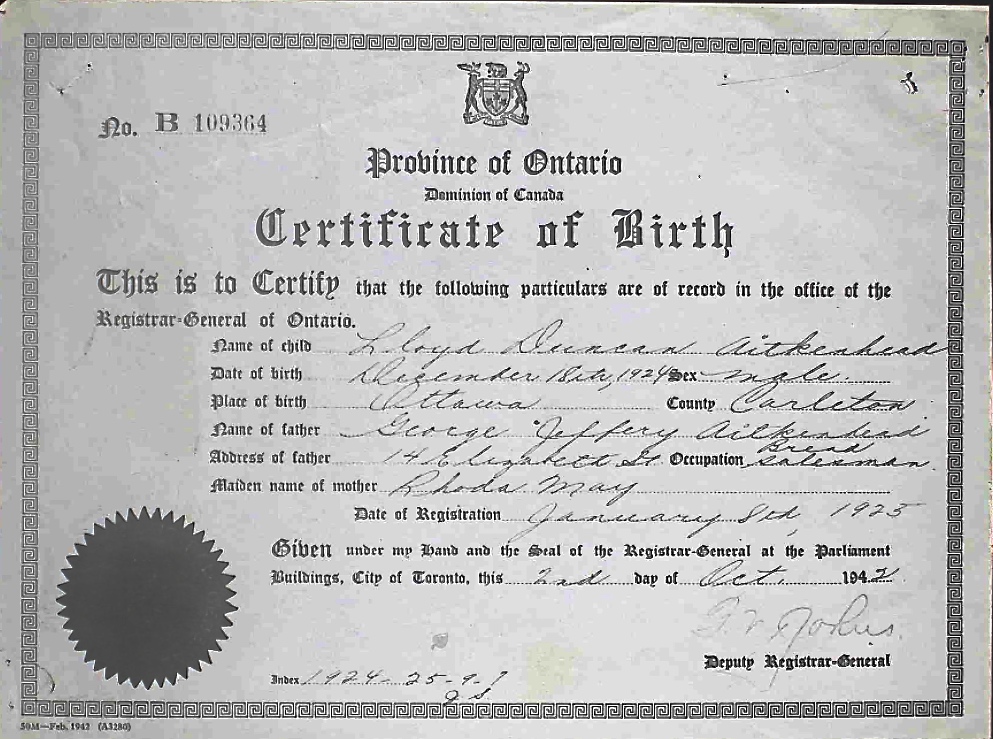 No. B 109364
Province of Ontario
Dominion of Canada
Certificate of Birth
This is to Certify that the following particulars are of record in the office of the
Registrar-General of Ontario.
Name of child Lloyd Duncan Aitkenhead
Date of birth December 18th, 1924 Sex male.
Place of birth Ottawa County Carleton
Name of father George Jeffery Aitkenhead
Address of father 14 Elizabeth St Occupation Bread salesman.
Maiden name of mother Rhoda May
Date of Registration January 8th, 1925
Given under my Hand and the Seal of the Registrar-General at the Parliament
Buildings, City of Toronto, this 2nd day of Oct. 1942.
Deputy Registrar-General
Index 1924-25-9-
50M—Feb. 1942 (A3280)